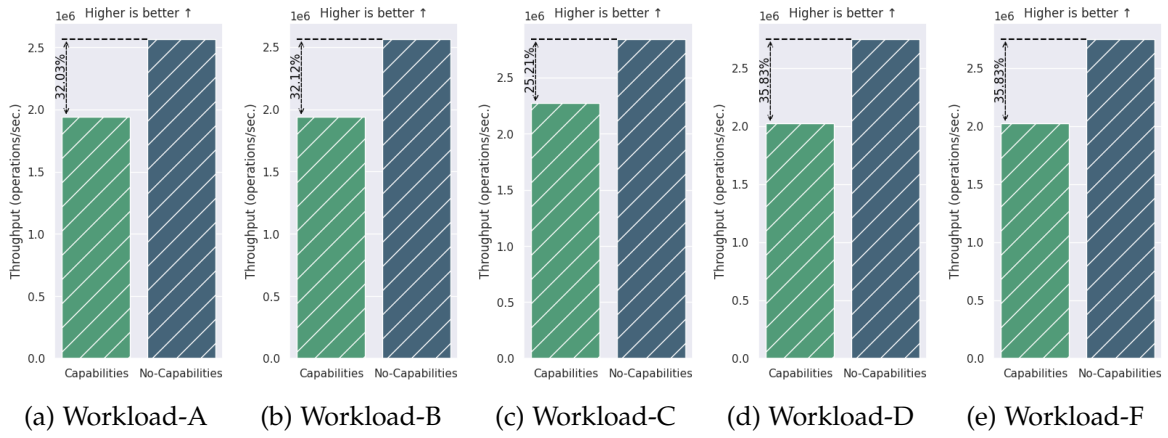 1e6 Higher is better ↑
Throughput (operations/sec.)
2.5
2.0
1.5
1.0
0.5
0.0
32.03%
Capabilities No-Capabilities
(a) Workload-A
1e6 Higher is better ↑
Throughput (operations/sec.)
2.5
2.0
1.5
1.0
0.5
0.0
32.12%
Capabilities No-Capabilities
(b) Workload-B
1e6 Higher is better ↑
Throughput (operations/sec.)
2.5
2.0
1.5
1.0
0.5
0.0
25.21%
Capabilities No-Capabilities
(c) Workload-C
1e6 Higher is better ↑
Throughput (operations/sec.)
2.5
2.0
1.5
1.0
0.5
0.0
35.83%
Capabilities No-Capabilities
(d) Workload-D
1e6 Higher is better ↑
Throughput (operations/sec.)
2.5
2.0
1.5
1.0
0.5
0.0
35.83%
Capabilities No-Capabilities
(e) Workload-F